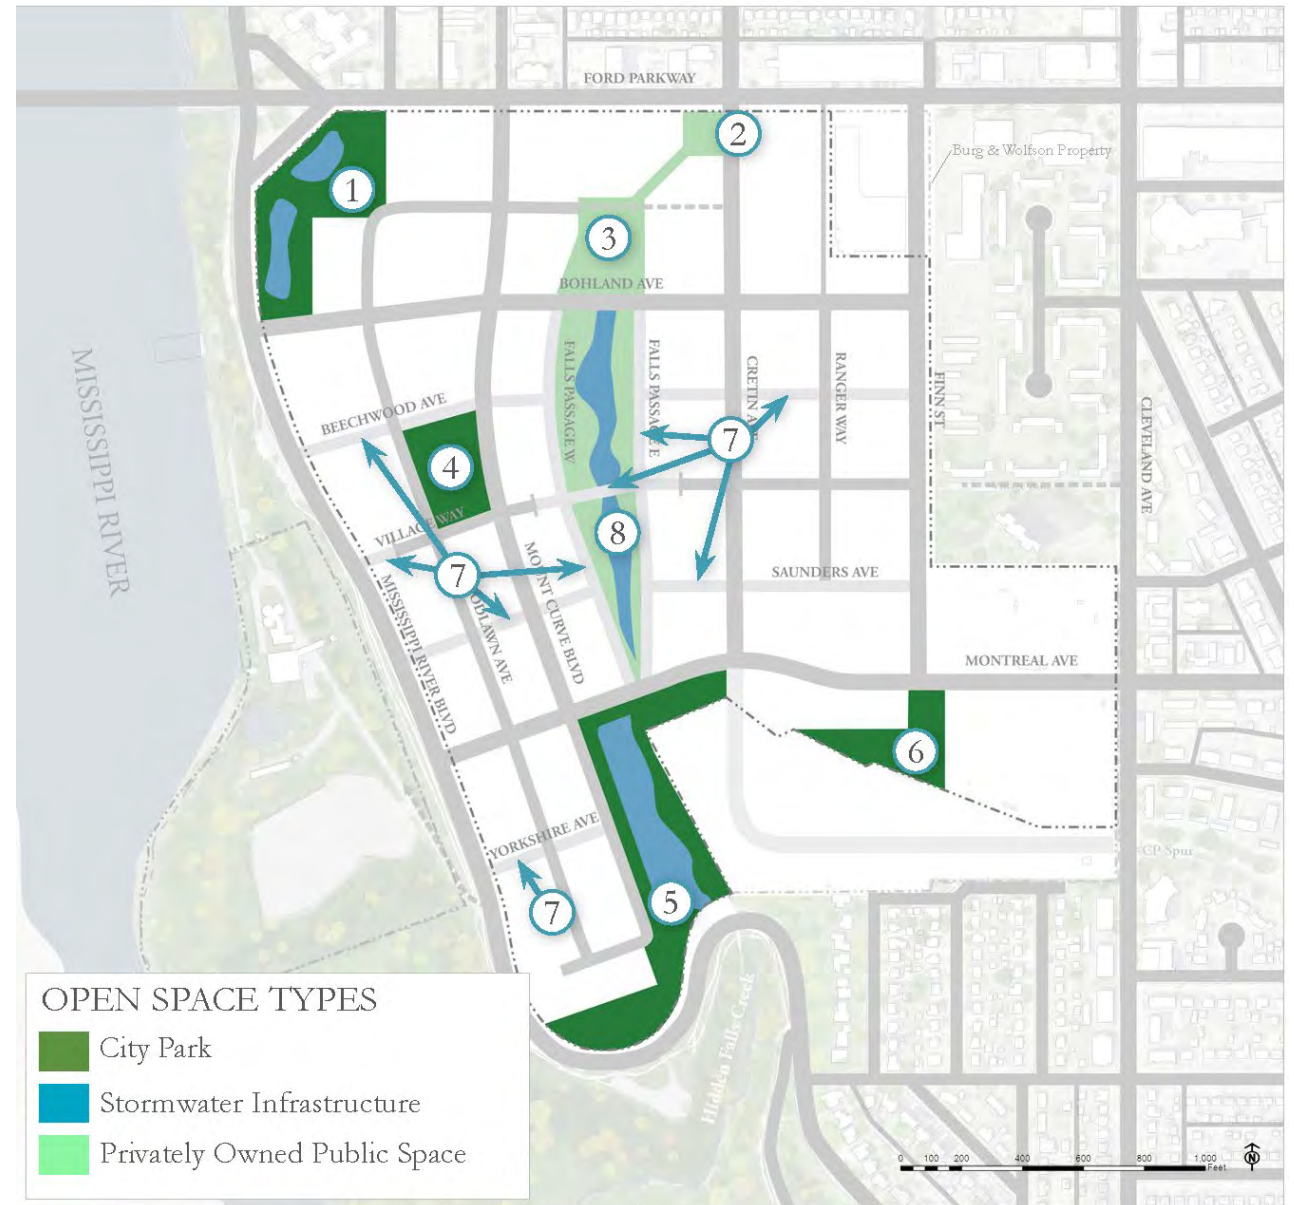 FORD PARKWAY
2
Burg & Wolfson Property
1
3
BOHLAND AVE
MISSISSIPPI RIVER
FALLS PASSAGE W
FALLS PASSAGE E
CRETIN AVE
RANGER WAY
FINN ST
CLEVELAND AVE
BEECHWOOD AVE
7
4
VILLAGE WAY
8
7
MOUNT CURVE BLVD
SAUNDERS AVE
MISSISSIPPI RIVER BLVD
ODLAWN AVE
MONTREAL AVE
6
YORKSHIRE AVE
CP Spur
7
5
Hidden Falls Creek
OPEN SPACE TYPES
City Park
Stormwater Infrastructure
Privately Owned Public Space
0 100 200 400 600 800 1,000
Feet
N